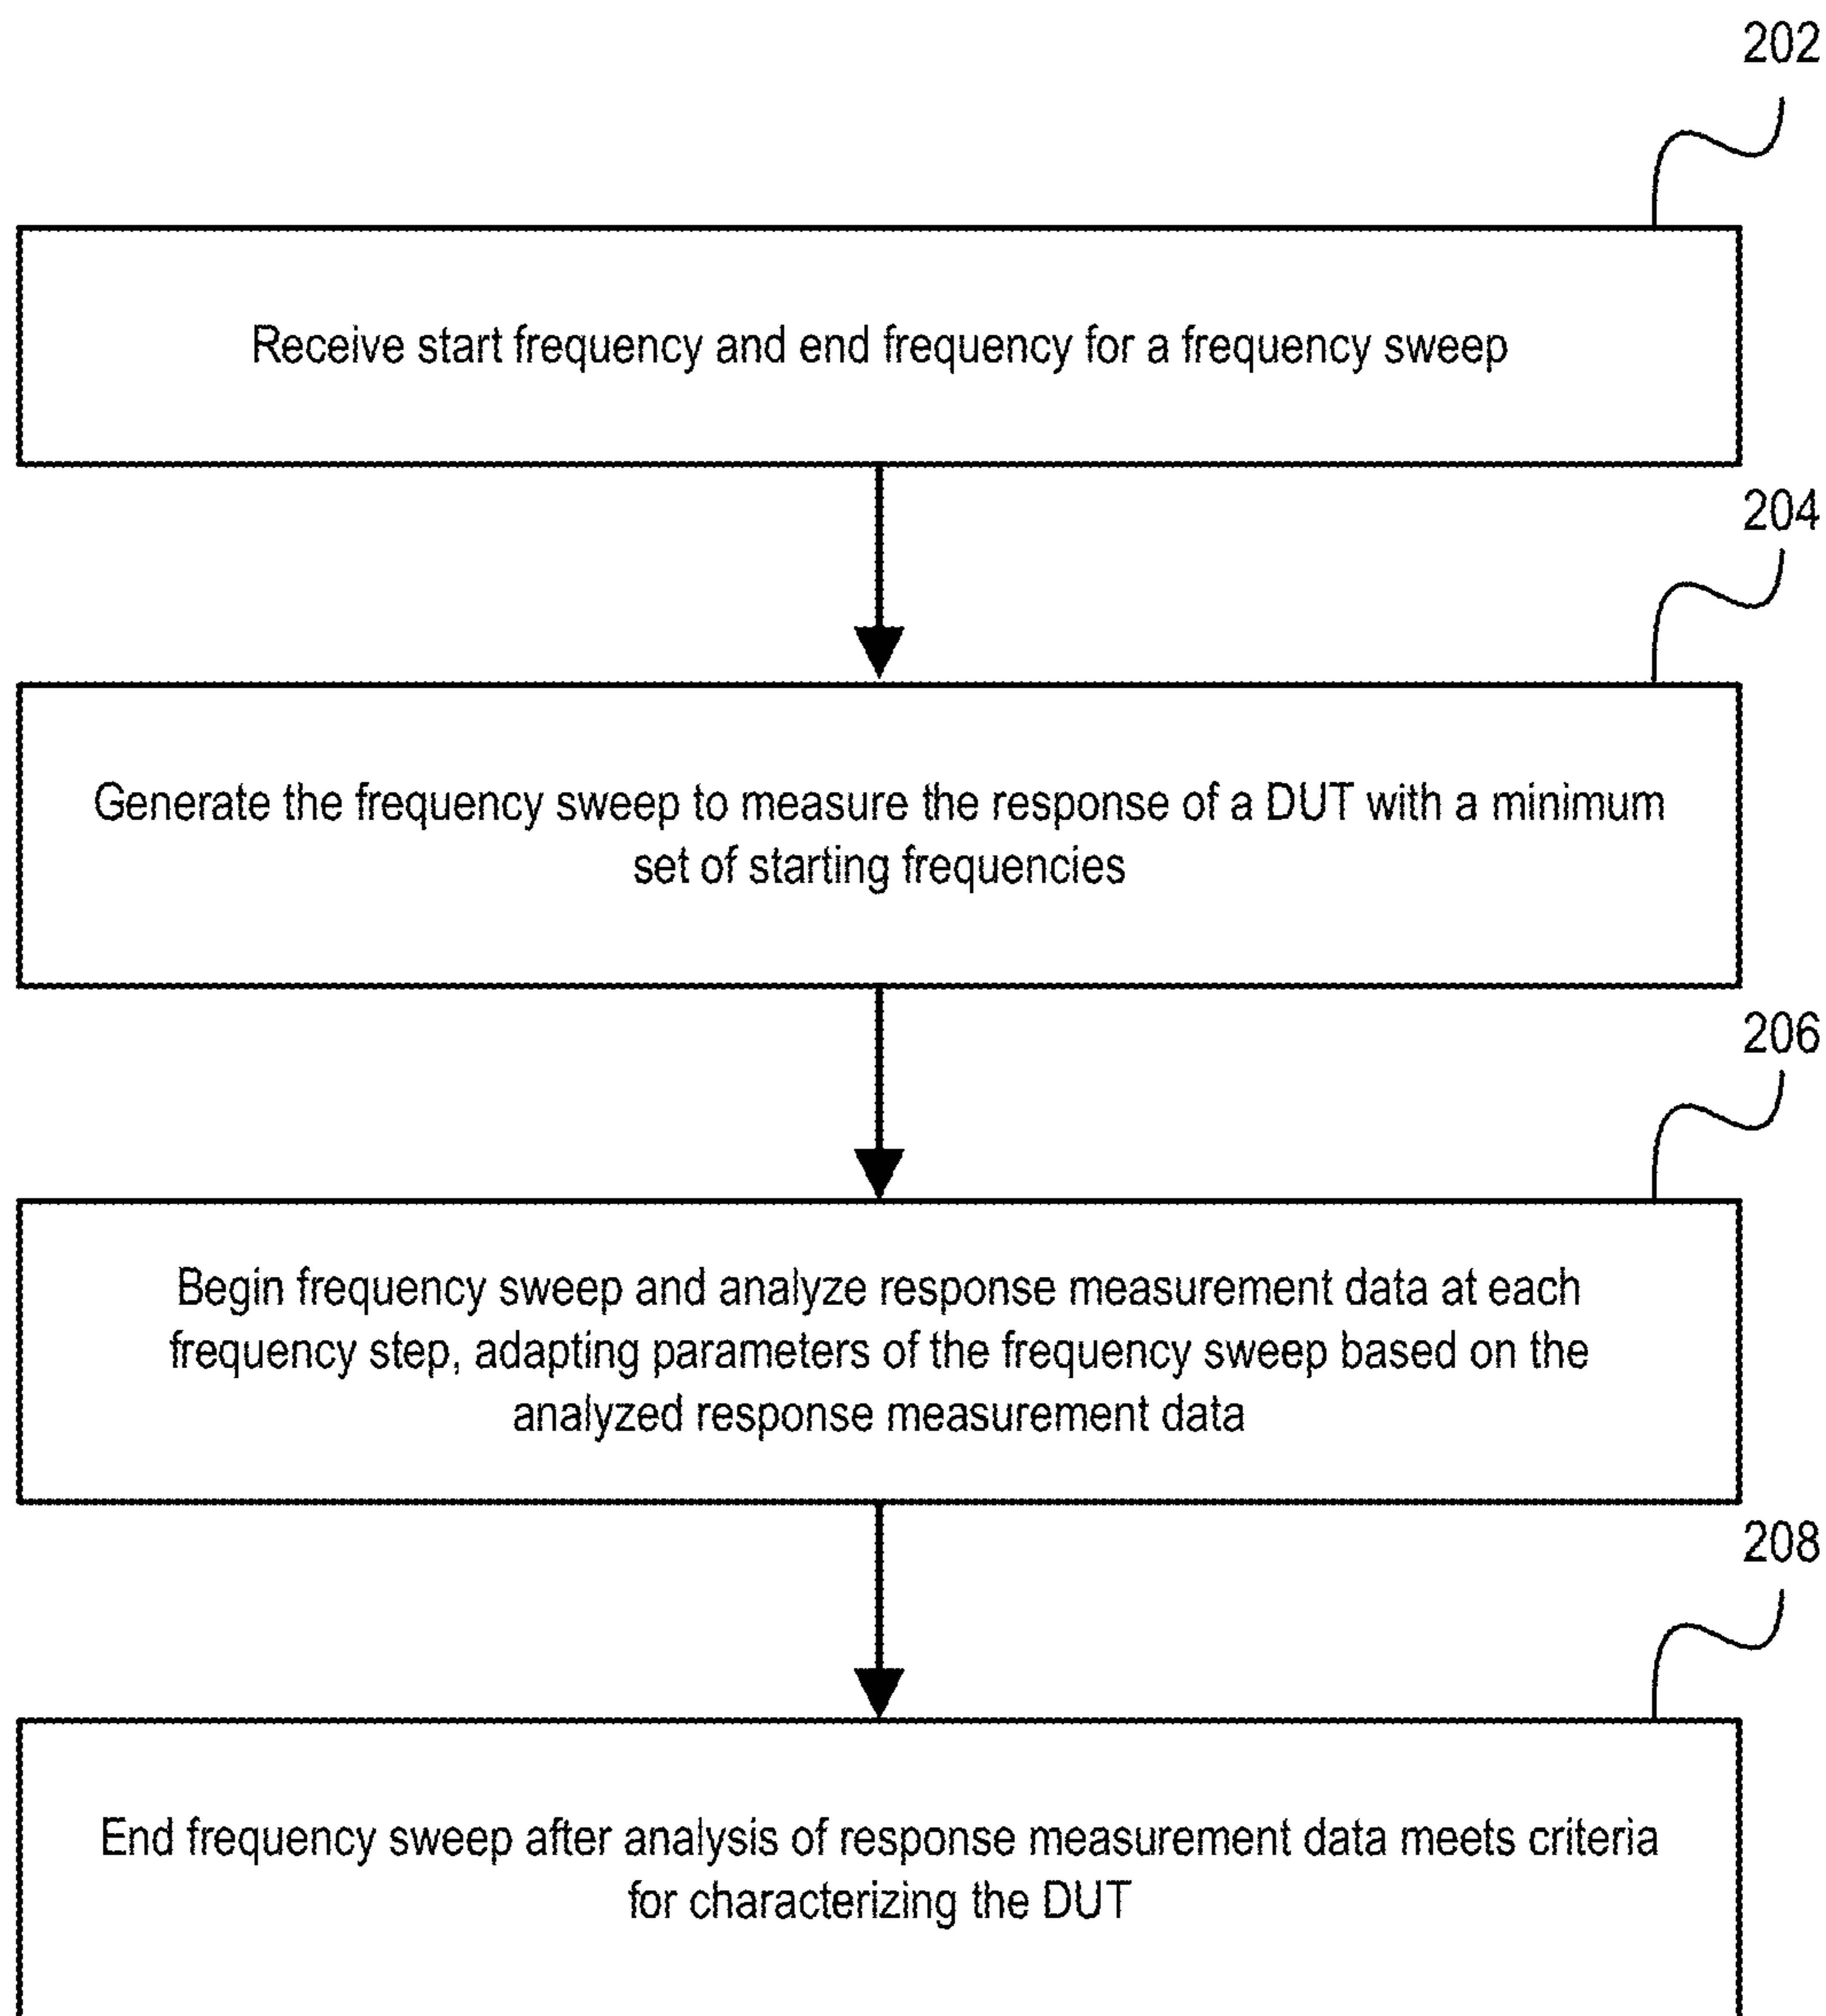 202
Receive start frequency and end frequency for a frequency sweep
204
Generate the frequency sweep to measure the response of a DUT with a minimum
set of starting frequencies
206
Begin frequency sweep and analyze response measurement data at each
frequency step, adapting parameters of the frequency sweep based on the
analyzed response measurement data
208
End frequency sweep after analysis of response measurement data meets criteria
for characterizing the DUT